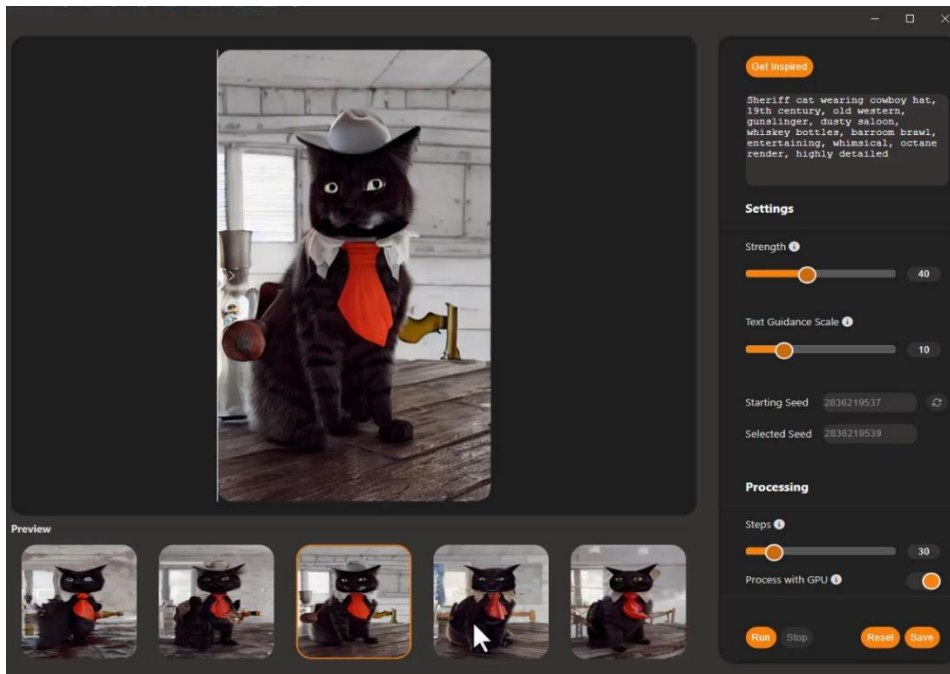 Get Inspired
Sheriff cat wearing cowboy hat,
19th century, old western,
gunslinger, dusty saloon,
whiskey bottles, barroom brawl,
entertaining, whimsical, octane
render, highly detailed
Settings
Strength
40
Text Guidance Scale
10
Starting Seed 2836219537
Selected Seed 2836219539
Processing
Steps
30
Process with GPU
Run Stop Reset Save
Preview